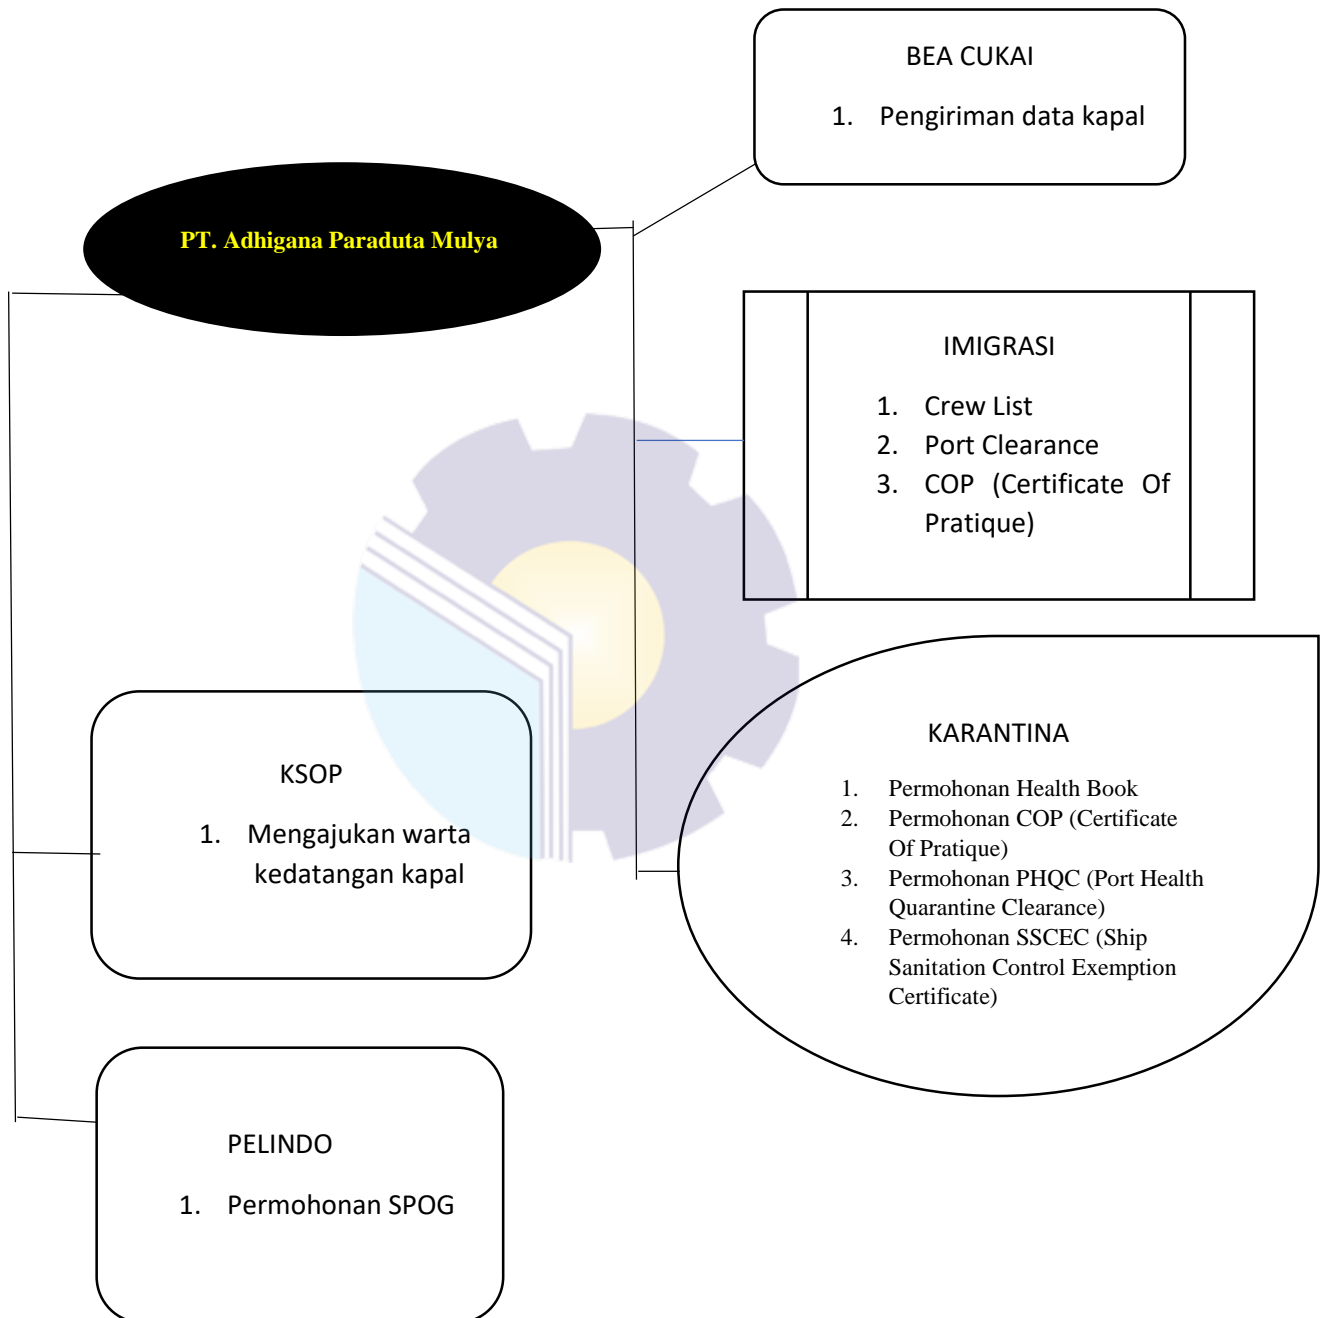 BEA CUKAI
1. Pengiriman data kapal
PT. Adhigana Paraduta Mulya
IMIGRASI
1. Crew List
2. Port Clearance
3. COP (Certificate Of
Pratique)
KSOP
1. Mengajukan warta
kedatangan kapal
KARANTINA
1. Permohonan Health Book
2. Permohonan COP (Certificate
Of Pratique)
3. Permohonan PHQC (Port Health
Quarantine Clearance)
4. Permohonan SSCEC (Ship
Sanitation Control Exemption
Certificate)
PELINDO
1. Permohonan SPOG